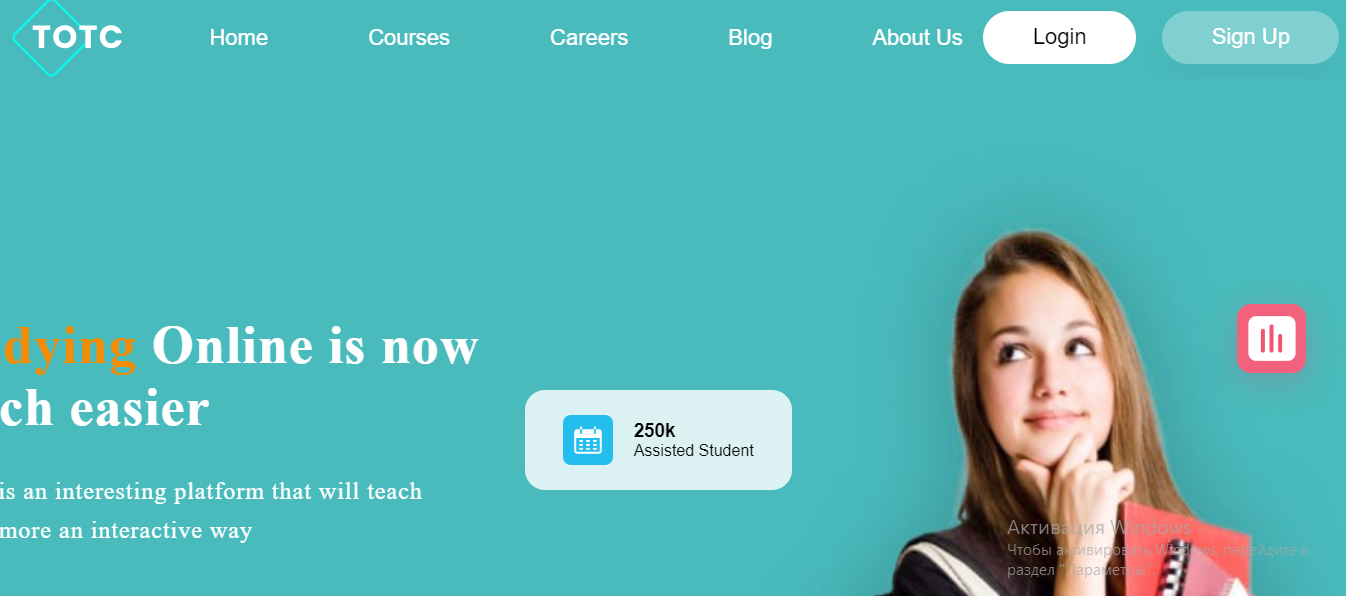 TOTC
Home
Courses
Careers
Blog
About Us
Login
Sign Up
dying Online is now
ch easier
250k
Assisted Student
is an interesting platform that will teach
more an interactive way
Активация Windows
Чтобы активировать Windows, перейдите в
раздел "Параметры".